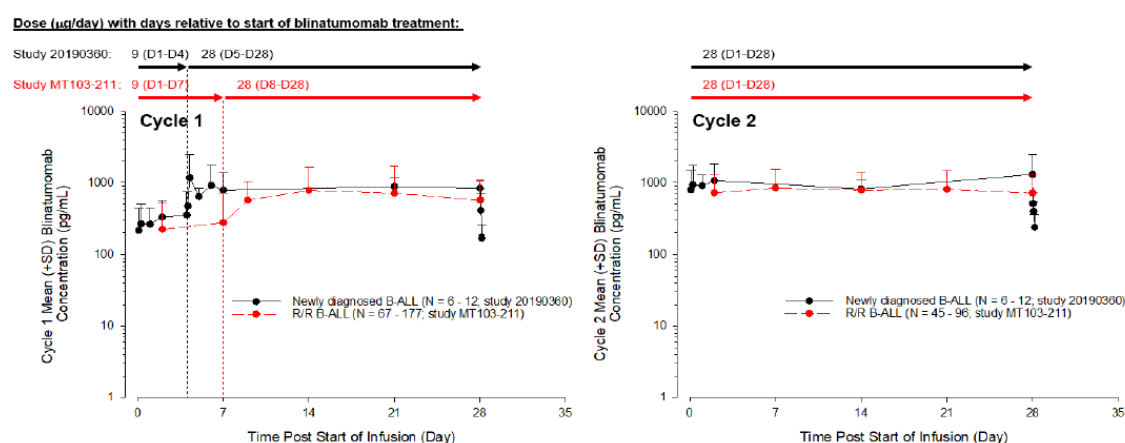 Dose (µg/day) with days relative to start of blinatumomab treatment:
Study 20190360: 9 (D1-D4) 28 (D5-D28)
Study MT103-211: 9 (D1-D7) 28 (D8-D28)
28 (D1-D28)
28 (D1-D28)
Cycle 1
10000
1000
100
10
1
Cycle 1 Mean (+SD) Blinatumomab
Concentration (pg/mL)
Newly diagnosed B-ALL (N = 6 - 12; study 20190360)
R/R B-ALL (N = 67 - 177; study MT103-211)
0 7 14 21 28 35
Time Post Start of Infusion (Day)
Cycle 2
10000
1000
100
10
1
Cycle 2 Mean (+SD) Blinatumomab
Concentration (pg/mL)
Newly diagnosed B-ALL (N = 6 - 12; study 20190360)
R/R B-ALL (N = 45 - 96; study MT103-211)
0 7 14 21 28 35
Time Post Start of Infusion (Day)